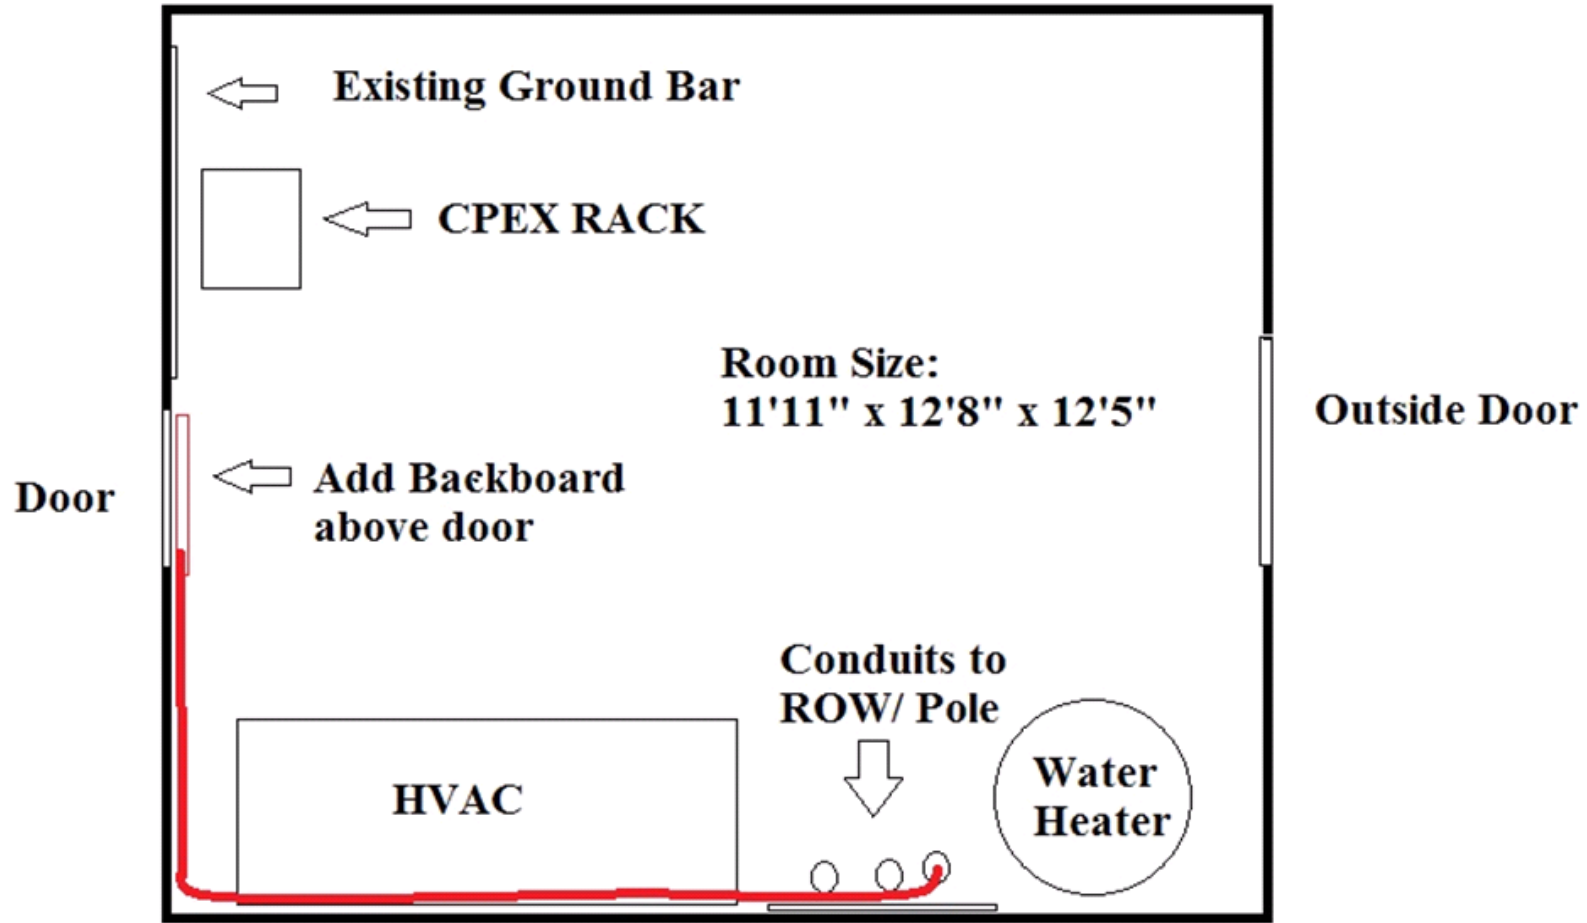 Existing Ground Bar
CPEX RACK
Room Size:
11'11" x 12'8" x 12'5"
Outside Door
Door
Add Backboard
above door
Conduits to
ROW/ Pole
HVAC
Water
Heater